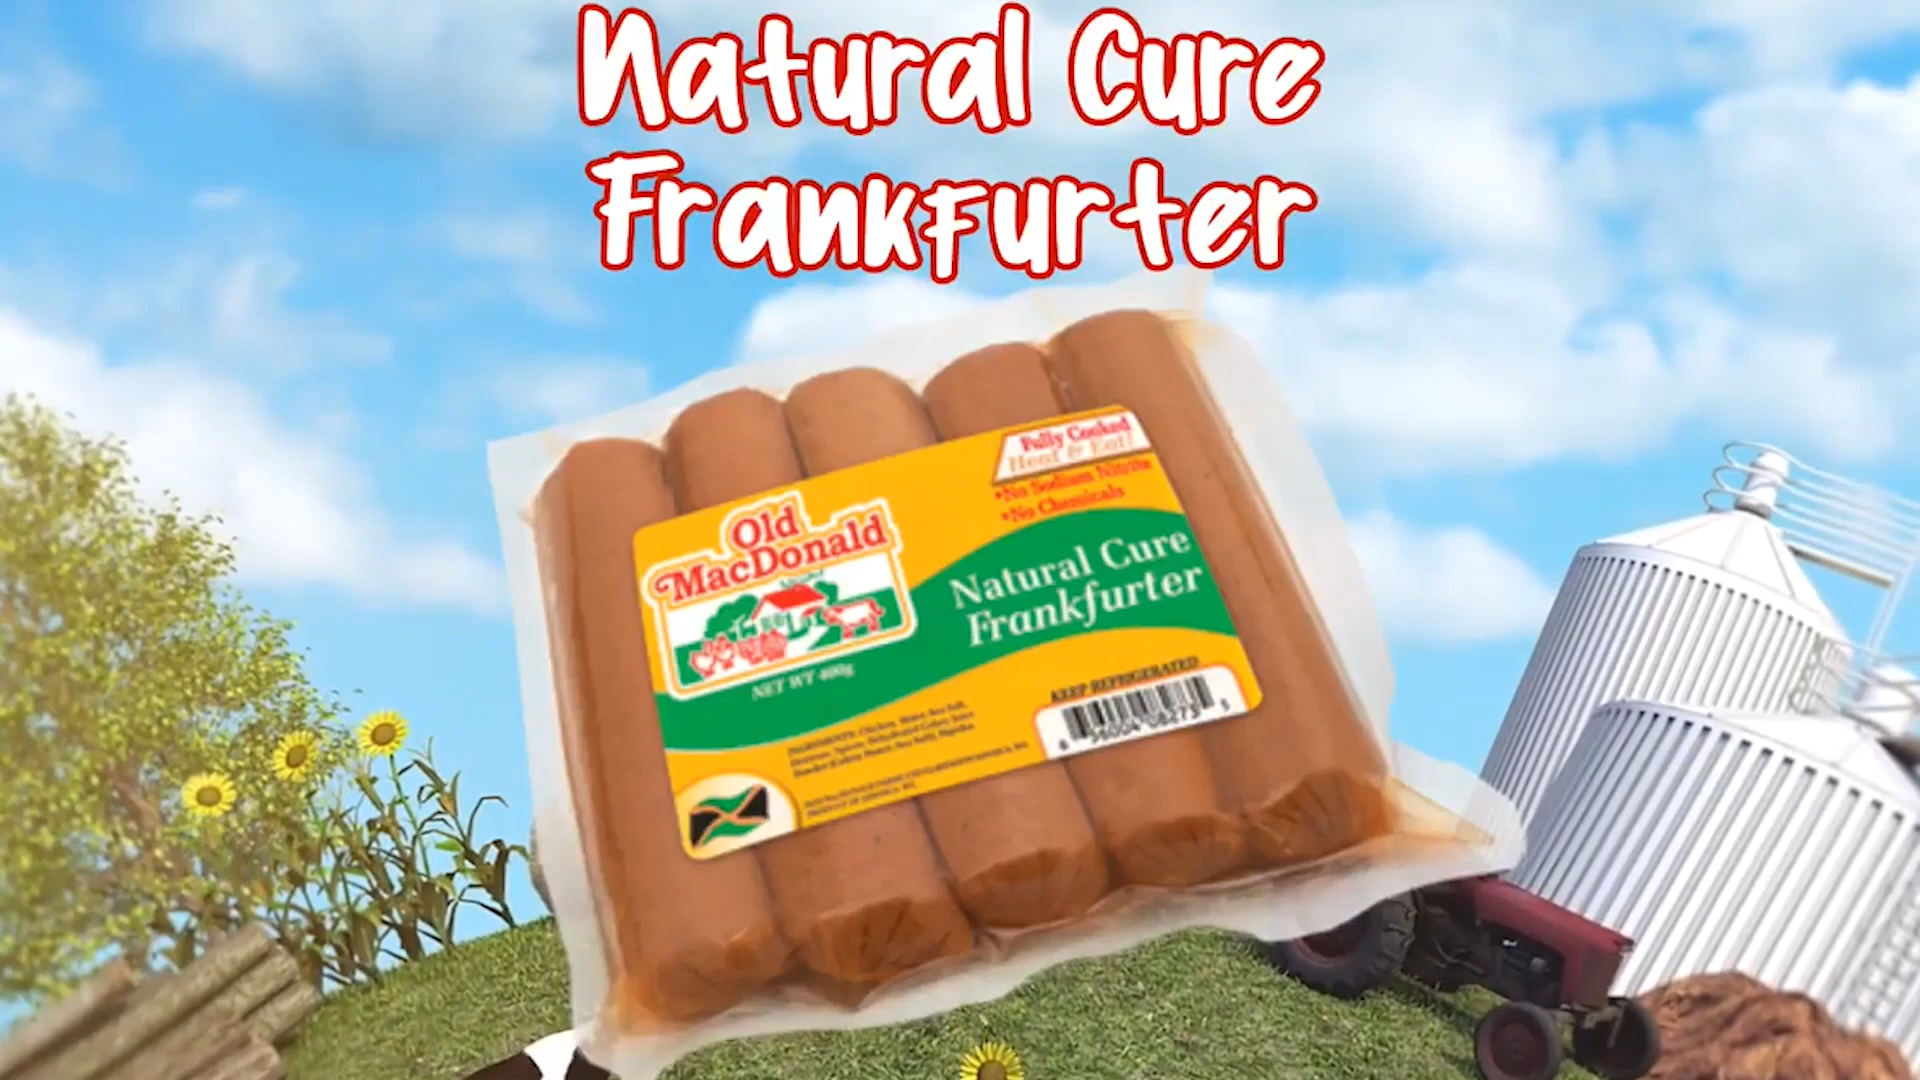 Natural Cure
Frankfurter
Fully Cooked
Heat & Eat!
•No Sodium Nitrite
•No Chemicals
Old
MacDonald
Natural Cure
Frankfurter
NET WT 400g
KEEP REFRIGERATED